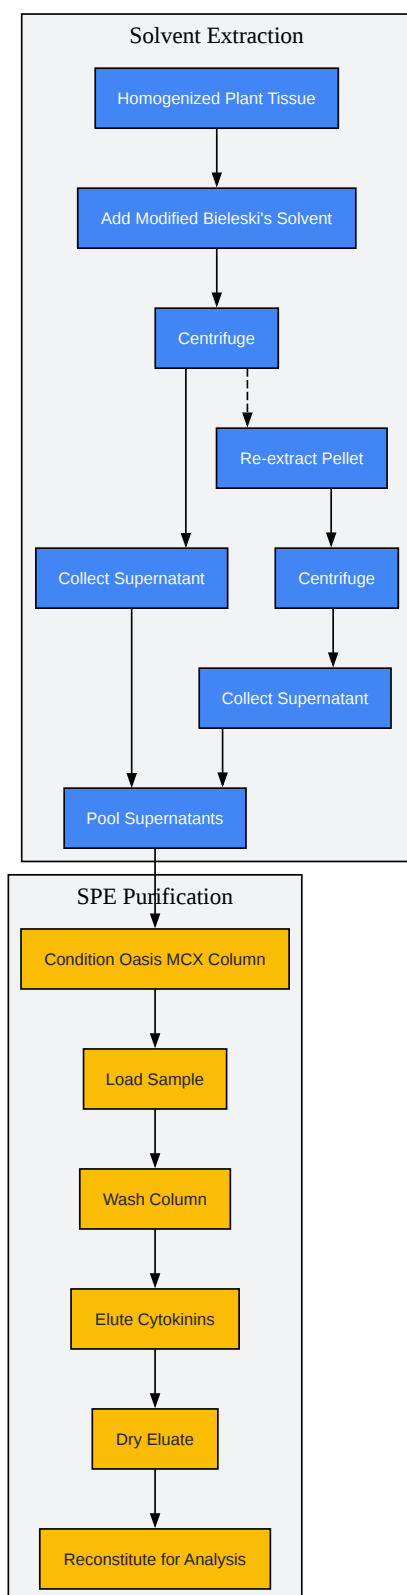 Solvent Extraction
Homogenized Plant Tissue
Add Modified Bieleski's Solvent
Centrifuge
Re-extract Pellet
Collect Supernatant
Centrifuge
Collect Supernatant
Pool Supernatants
SPE Purification
Condition Oasis MCX Column
Load Sample
Wash Column
Elute Cytokinins
Dry Eluate
Reconstitute for Analysis